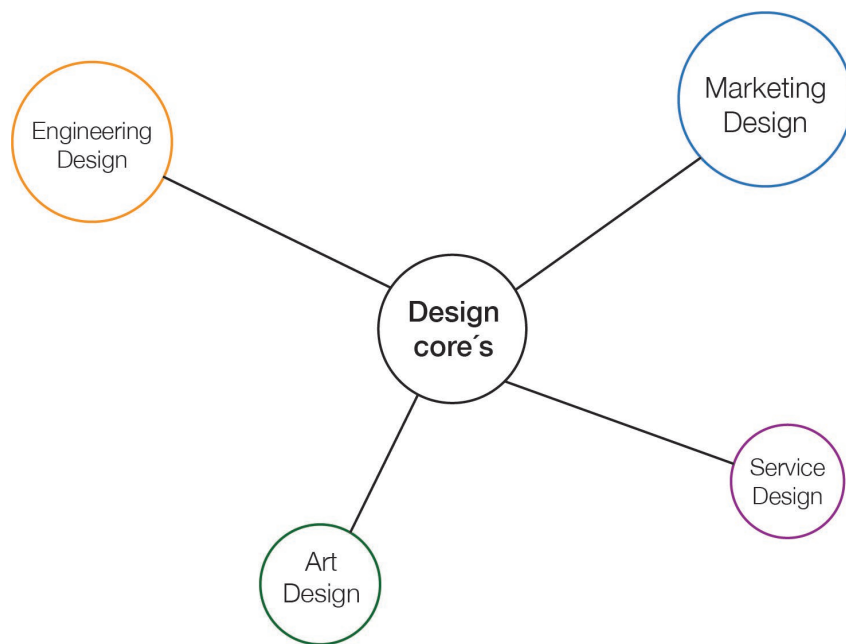 Engineering
Design
Marketing
Design
Design
core´s
Service
Design
Art
Design